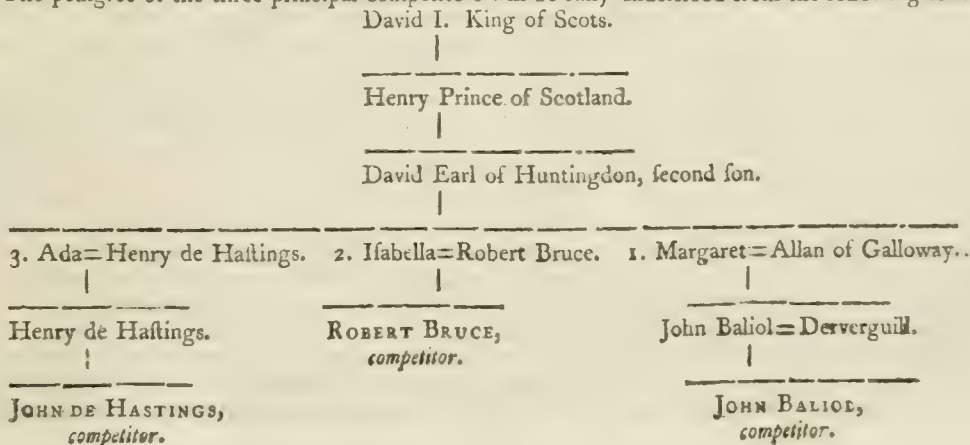 David I. King of Scots.
Henry Prince of Scotland.
David Earl of Huntingdon, ſecond ſon.
3. Ada=Henry de Haſtings. 2. Iſabella=Robert Bruce. 1. Margaret=Allan of Galloway..
Henry de Haſtings. ROBERT BRUCE, John Baliol=Derverguill.
competitor.
JOHN DE HASTINGS, JOHN BALIOL,
competitor. competitor.